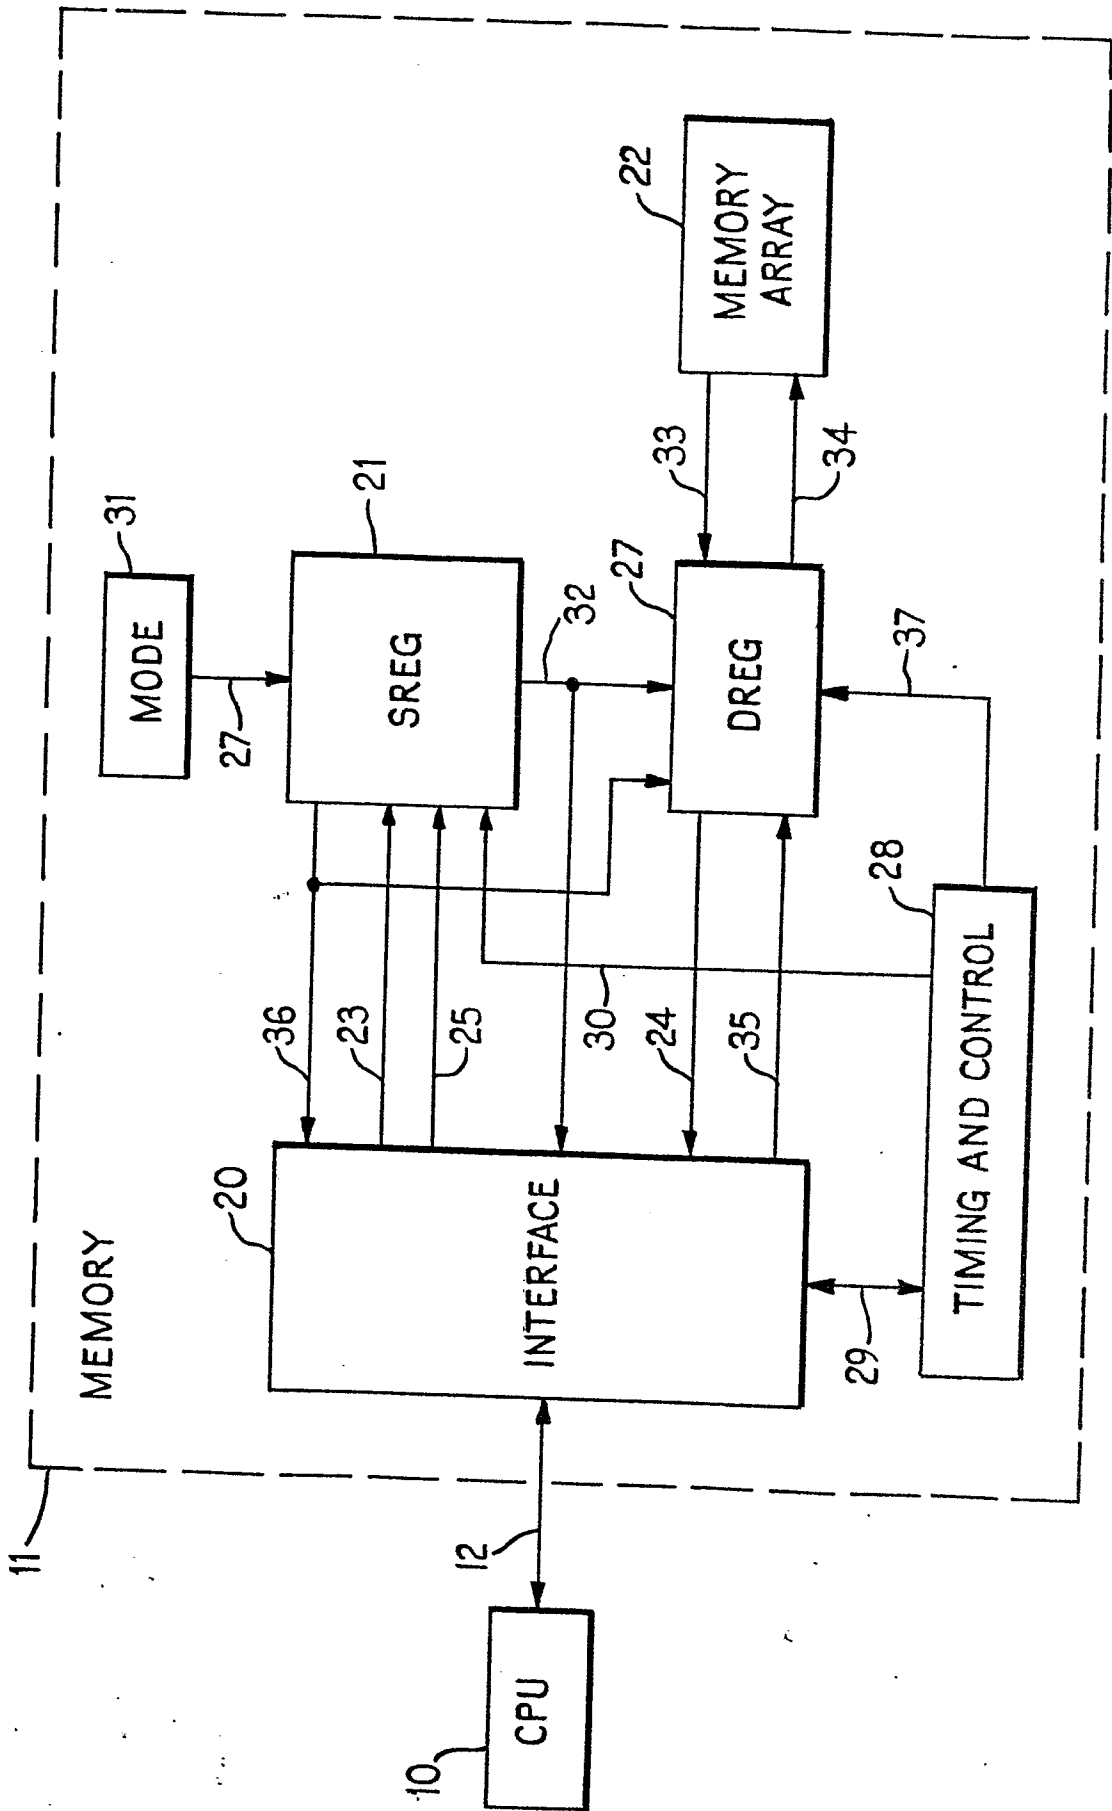 11
MEMORY
MODE
31
27
20
36
23
25
SREG
21
32
INTERFACE
30
24
35
DREG
27
33
34
MEMORY
ARRAY
22
10
CPU
12
29
TIMING AND CONTROL
28
37